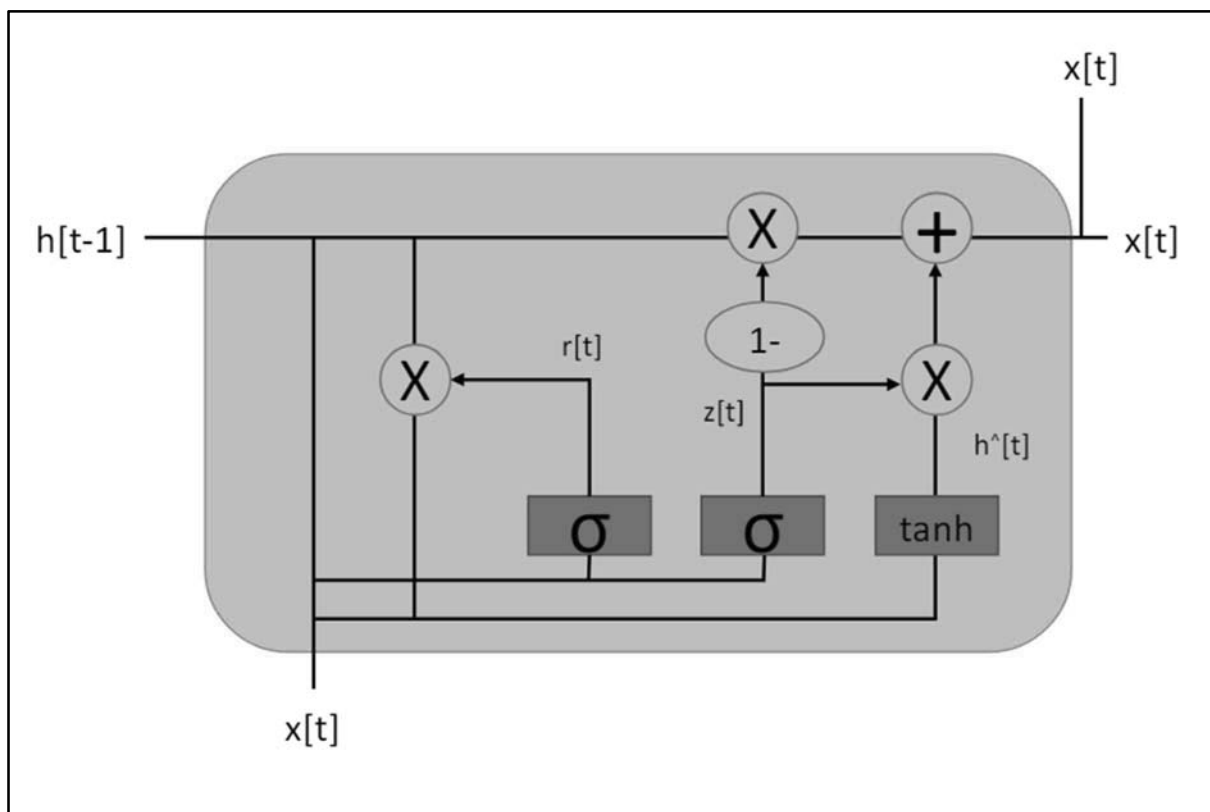 x[t]
h[t-1]
X
+
x[t]
1-
r[t]
X
X
z[t]
h^[t]
σ
σ
tanh
x[t]